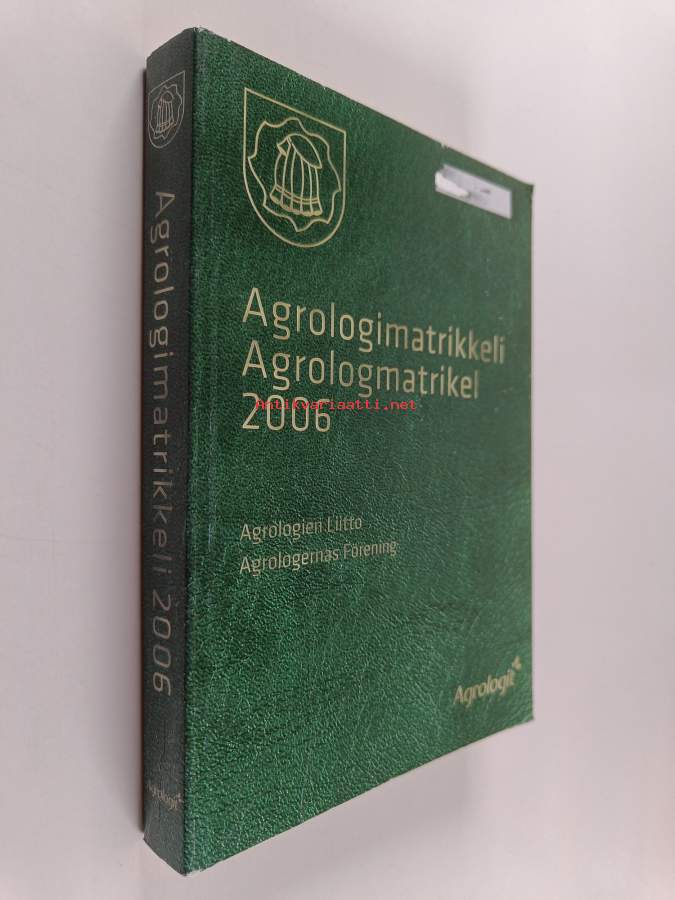 Agrologimatrikkeli 2006
Agrologit
Agrologimatrikkeli
Agrologmatrikel
2006
Antikvariaatti.net
Agrologien Liitto
Agrologernas Förening
Agrologit